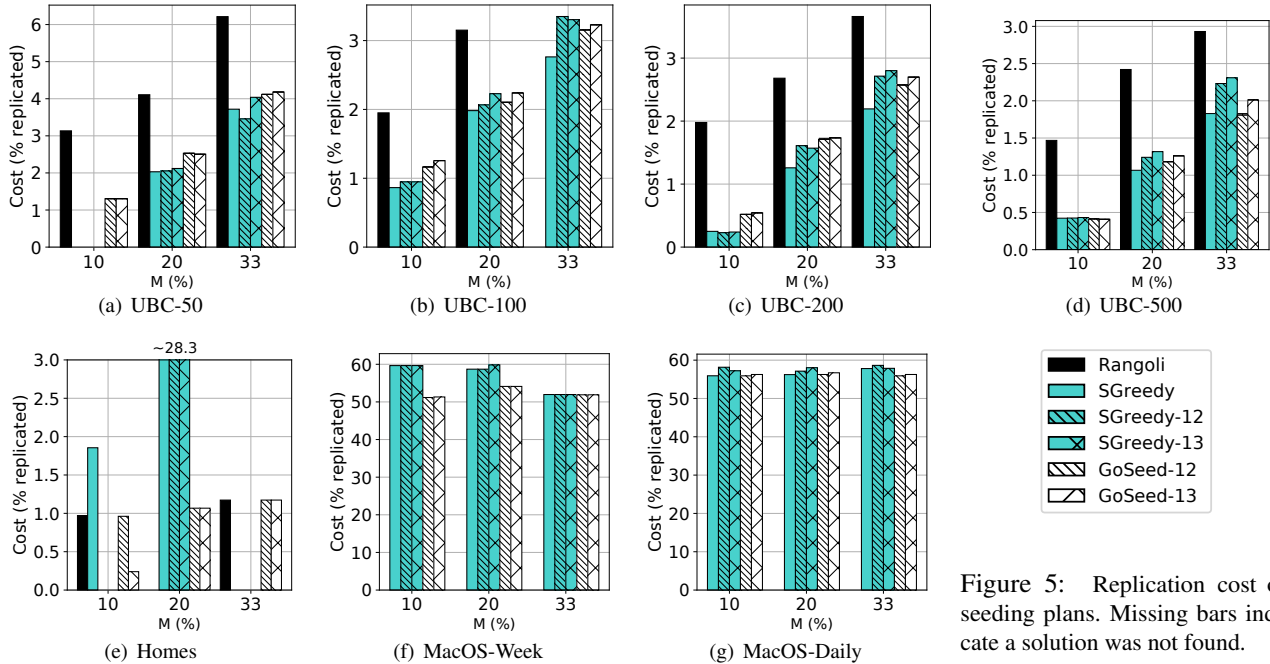 Cost (% replicated)
6
5
4
3
2
1
0
10 20 33
M (%)
(a) UBC-50
Cost (% replicated)
3
2
1
0
10 20 33
M (%)
(b) UBC-100
Cost (% replicated)
3
2
1
0
10 20 33
M (%)
(c) UBC-200
Cost (% replicated)
3.0
2.5
2.0
1.5
1.0
0.5
0.0
10 20 33
M (%)
(d) UBC-500
~28.3
Cost (% replicated)
3.0
2.5
2.0
1.5
1.0
0.5
0.0
10 20 33
M (%)
(e) Homes
Cost (% replicated)
60
50
40
30
20
10
0
10 20 33
M (%)
(f) MacOS-Week
Cost (% replicated)
60
50
40
30
20
10
0
10 20 33
M (%)
(g) MacOS-Daily
Rangoli
SGreedy
SGreedy-12
SGreedy-13
GoSeed-12
GoSeed-13
Figure 5: Replication cost
seeding plans. Missing bars ind
cate a solution was not found.